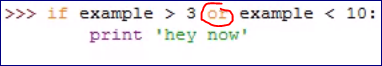 >>> if example > 3 or example < 10:
print 'hey now'